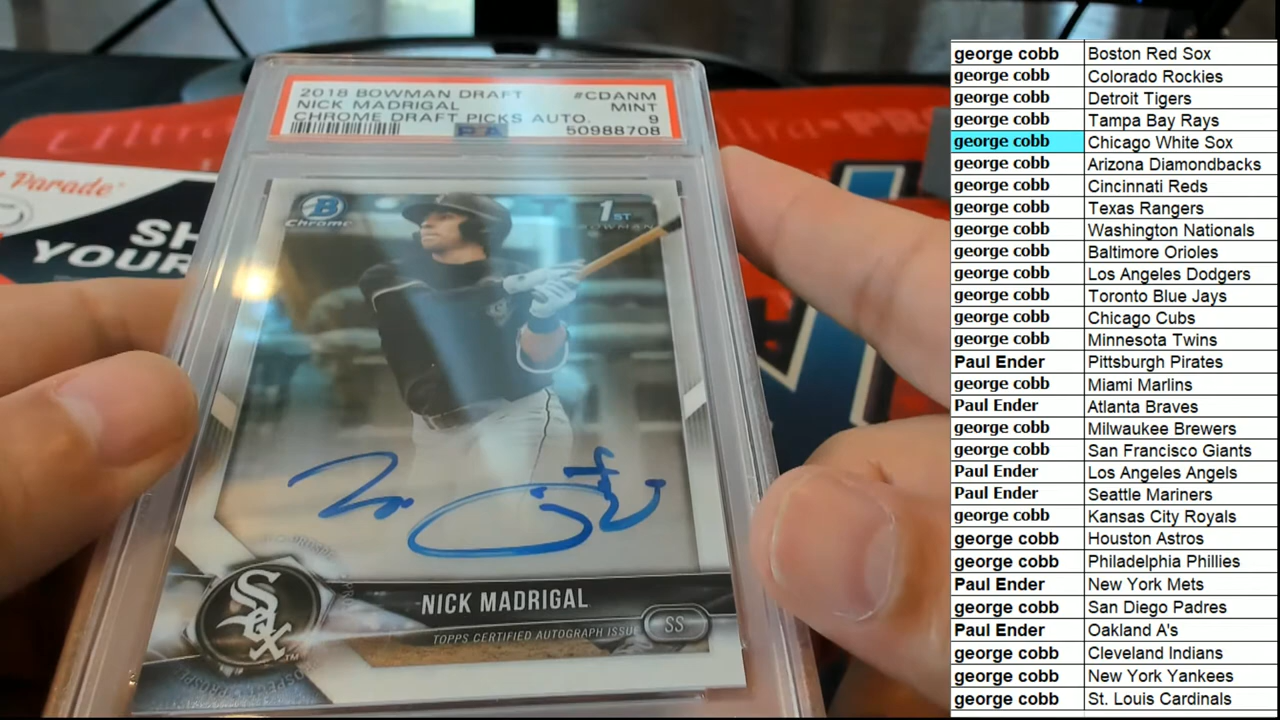 2018 BOWMAN DRAFT #CDANM
NICK MADRIGAL MINT
CHROME DRAFT PICKS AUTO. 9
PSA 50988708
Ultra PRO
Parade
SH
YOUR
B
Chrome
1ST
BOWMAN
Sox
NICK MADRIGAL
TOPPS CERTIFIED AUTOGRAPH ISSUE
SS
george cobb Boston Red Sox
george cobb Colorado Rockies
george cobb Detroit Tigers
george cobb Tampa Bay Rays
george cobb Chicago White Sox
george cobb Arizona Diamondbacks
george cobb Cincinnati Reds
george cobb Texas Rangers
george cobb Washington Nationals
george cobb Baltimore Orioles
george cobb Los Angeles Dodgers
george cobb Toronto Blue Jays
george cobb Chicago Cubs
george cobb Minnesota Twins
Paul Ender Pittsburgh Pirates
george cobb Miami Marlins
Paul Ender Atlanta Braves
george cobb Milwaukee Brewers
george cobb San Francisco Giants
Paul Ender Los Angeles Angels
Paul Ender Seattle Mariners
george cobb Kansas City Royals
george cobb Houston Astros
george cobb Philadelphia Phillies
Paul Ender New York Mets
george cobb San Diego Padres
Paul Ender Oakland A's
george cobb Cleveland Indians
george cobb New York Yankees
george cobb St. Louis Cardinals